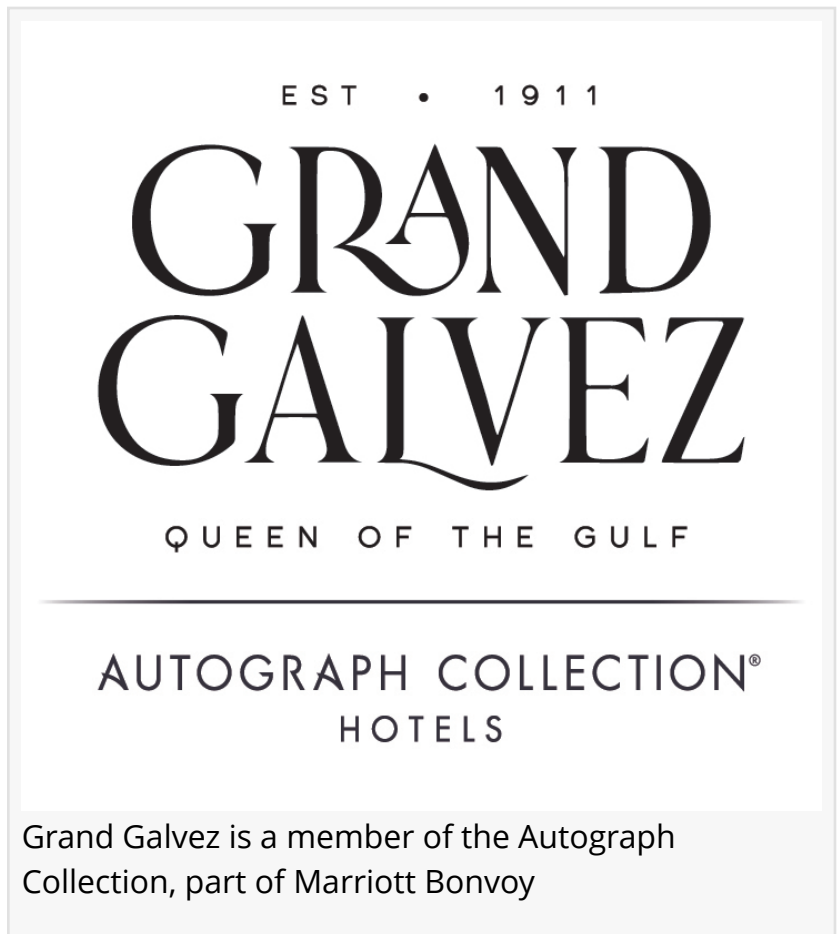 EST • 1911
GRAND
GALVEZ
QUEEN OF THE GULF
AUTOGRAPH COLLECTION®
HOTELS
Grand Galvez is a member of the Autograph
Collection, part of Marriott Bonvoy